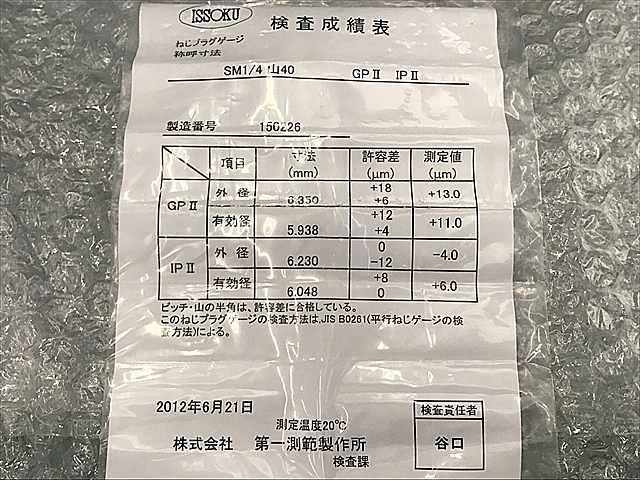 ISSOKU
検査成績表
ねじプラグゲージ
称呼寸法
SM1/4 山40 GPⅡ IPⅡ
製造番号 150226
項目 寸法(mm) 許容差(μm) 測定値(μm)
GPⅡ 外径 6.350 +18 +6 +13.0
有効径 5.938 +12 +4 +11.0
IPⅡ 外径 6.230 0 -12 -4.0
有効径 6.048 +8 0 +6.0
ピッチ・山の半角は、許容差に合格している。
このねじプラグゲージの検査方法は、JIS B0261(平行ねじゲージの検
査方法)による。
2012年6月21日
測定温度20℃
株式会社 第一測範製作所
検査課
検査責任者
谷口